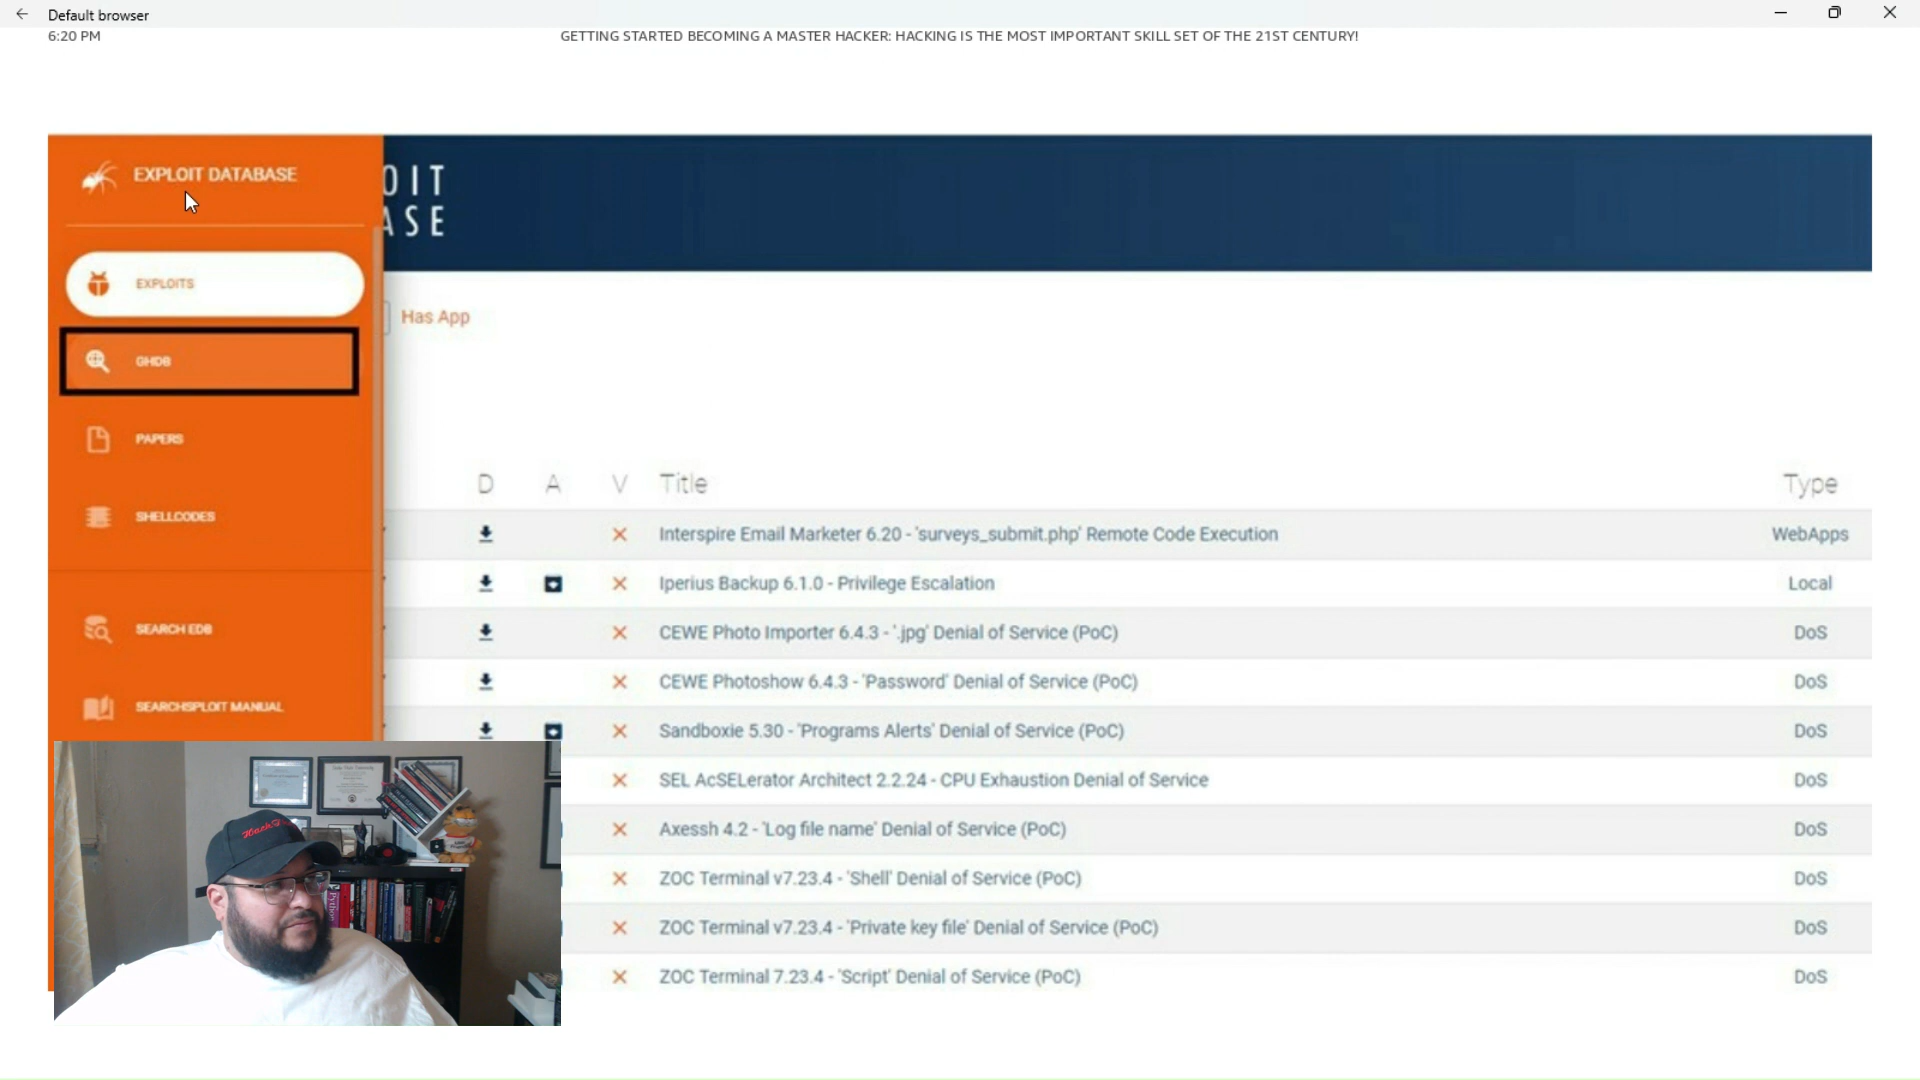 Default browser
6:20 PM
GETTING STARTED BECOMING A MASTER HACKER: HACKING IS THE MOST IMPORTANT SKILL SET OF THE 21ST CENTURY!
EXPLOIT DATABASE
OIT
ASE
EXPLOITS
Has App
GHDB
PAPERS
SHELLCODES
SEARCH EDB
SEARCHSPLOIT MANUAL
D A V Title Type
Interspire Email Marketer 6.20 - 'surveys_submit.php' Remote Code Execution WebApps
Iperius Backup 6.1.0 - Privilege Escalation Local
CEWE Photo Importer 6.4.3 - '.jpg' Denial of Service (PoC) DoS
CEWE Photoshow 6.4.3 - 'Password' Denial of Service (PoC) DoS
Sandboxie 5.30 - 'Programs Alerts' Denial of Service (PoC) DoS
SEL AcSELerator Architect 2.2.24 - CPU Exhaustion Denial of Service DoS
Axessh 4.2 - 'Log file name' Denial of Service (PoC) DoS
ZOC Terminal v7.23.4 - 'Shell' Denial of Service (PoC) DoS
ZOC Terminal v7.23.4 - 'Private key file' Denial of Service (PoC) DoS
ZOC Terminal 7.23.4 - 'Script' Denial of Service (PoC) DoS
Python